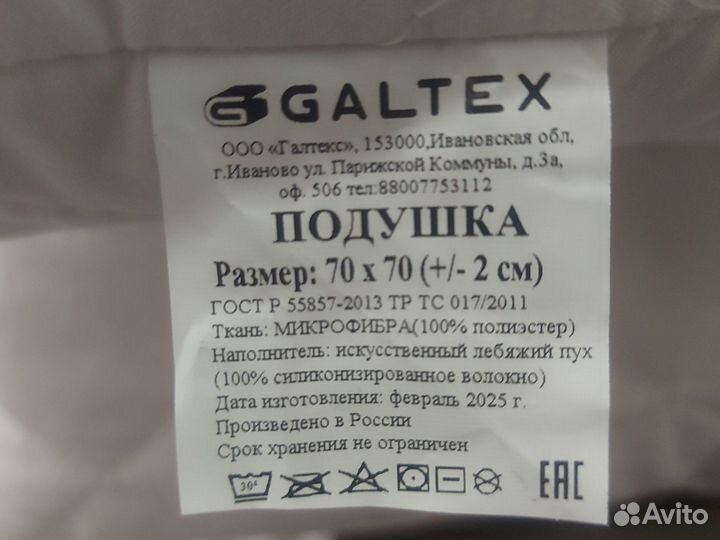 GALTEX
ООО «Галтекс», 153000,Ивановская обл,
г.Иваново ул. Парижской Коммуны, д.3а,
оф. 506 тел:88007753112
ПОДУШКА
Размер: 70 х 70 (+/- 2 см)
ГОСТ Р 55857-2013 ТР ТС 017/2011
Ткань: МИКРОФИБРА(100% полиэстер)
Наполнитель: искусственный лебяжий пух
(100% силиконизированное волокно)
Дата изготовления: февраль 2025 г.
Произведено в России
Срок хранения не ограничен
30° EAC
Avito